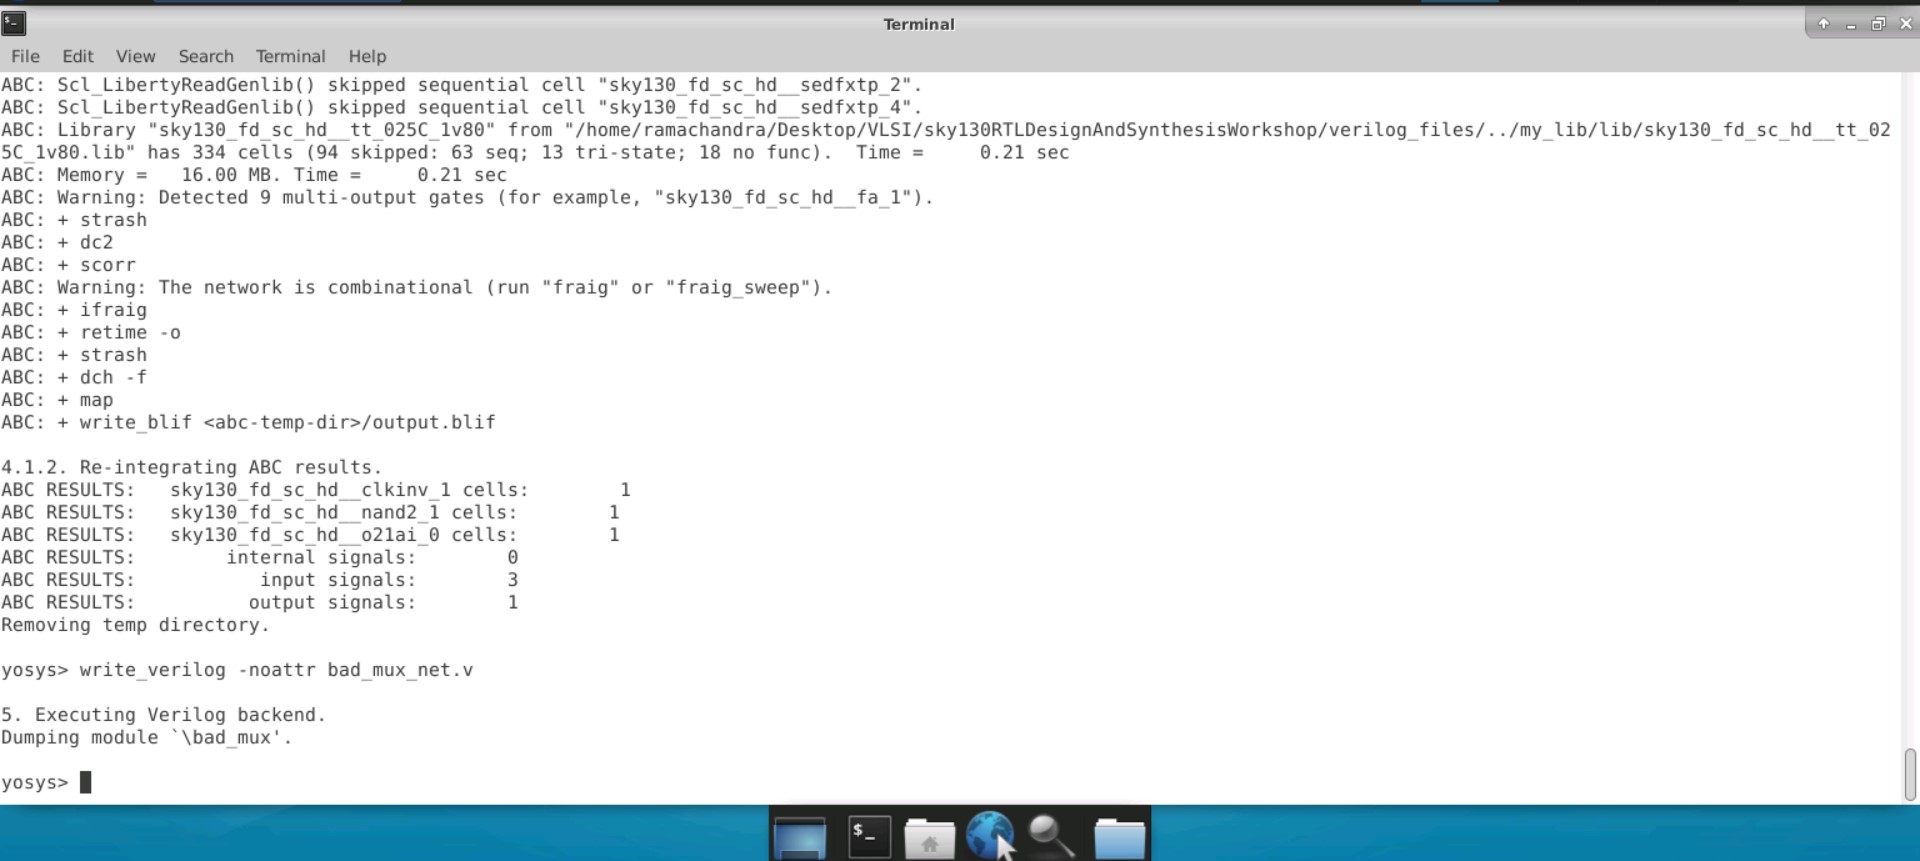 Terminal
File Edit View Search Terminal Help
ABC: Scl_LibertyReadGenlib() skipped sequential cell "sky130_fd_sc_hd__sedfxtp_2".
ABC: Scl_LibertyReadGenlib() skipped sequential cell "sky130_fd_sc_hd__sedfxtp_4".
ABC: Library "sky130_fd_sc_hd__tt_025C_1v80" from "/home/ramachandra/Desktop/VLSI/sky130RTLDesignAndSynthesisWorkshop/verilog_files/../my_lib/lib/sky130_fd_sc_hd__tt_02
5C_1v80.lib" has 334 cells (94 skipped: 63 seq; 13 tri-state; 18 no func).  Time =     0.21 sec
ABC: Memory =   16.00 MB. Time =     0.21 sec
ABC: Warning: Detected 9 multi-output gates (for example, "sky130_fd_sc_hd__fa_1").
ABC: + strash
ABC: + dc2
ABC: + scorr
ABC: Warning: The network is combinational (run "fraig" or "fraig_sweep").
ABC: + ifraig
ABC: + retime -o
ABC: + strash
ABC: + dch -f
ABC: + map
ABC: + write_blif <abc-temp-dir>/output.blif
4.1.2. Re-integrating ABC results.
ABC RESULTS:   sky130_fd_sc_hd__clkinv_1 cells:        1
ABC RESULTS:   sky130_fd_sc_hd__nand2_1 cells:        1
ABC RESULTS:   sky130_fd_sc_hd__o21ai_0 cells:        1
ABC RESULTS:        internal signals:        0
ABC RESULTS:           input signals:        3
ABC RESULTS:          output signals:        1
Removing temp directory.
yosys> write_verilog -noattr bad_mux_net.v
5. Executing Verilog backend.
Dumping module `\bad_mux'.
yosys>